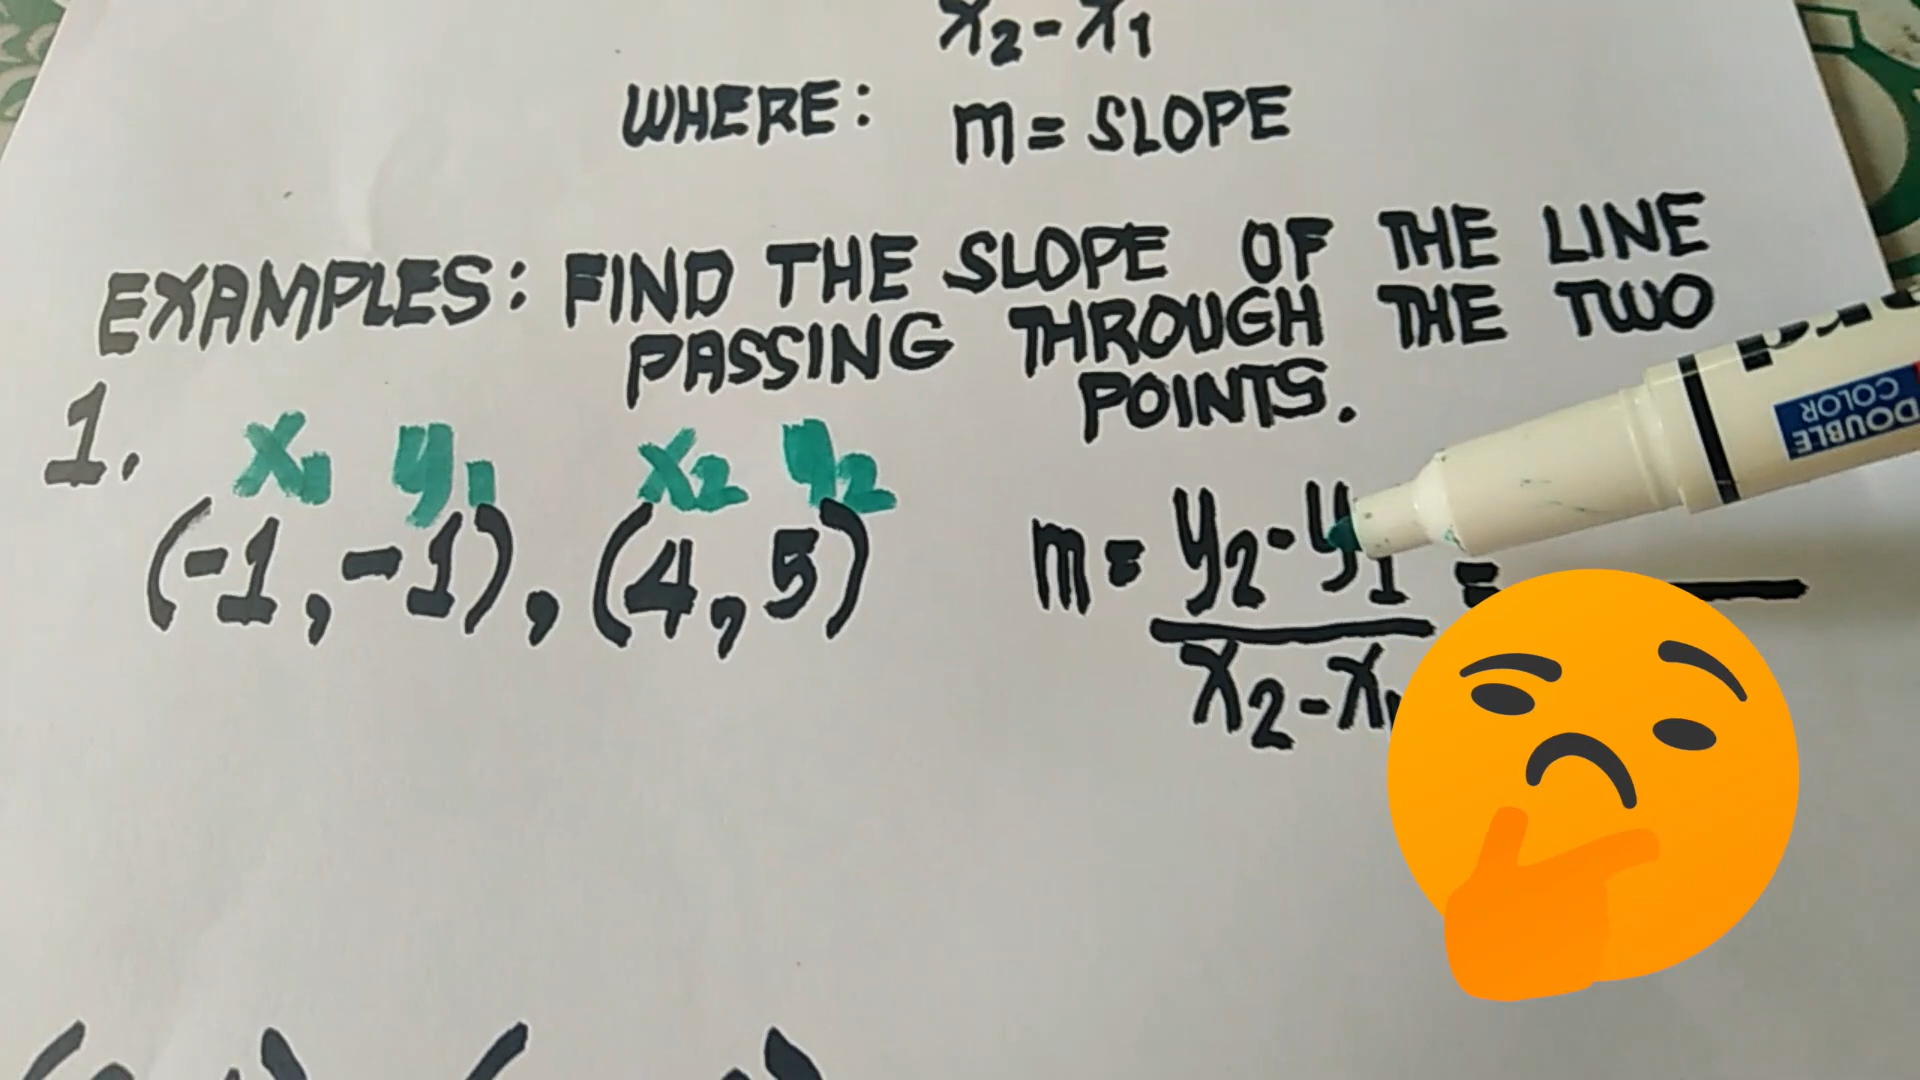 x₂-x₁
WHERE: m = SLOPE
EXAMPLES: FIND THE SLOPE OF THE LINE
PASSING THROUGH THE TWO
POINTS.
1. x₁ y₁ x₂ y₂
(-1,-1), (4,5)
m = y₂-y₁ =
x₂-x₁
DOUBLE
COLOR